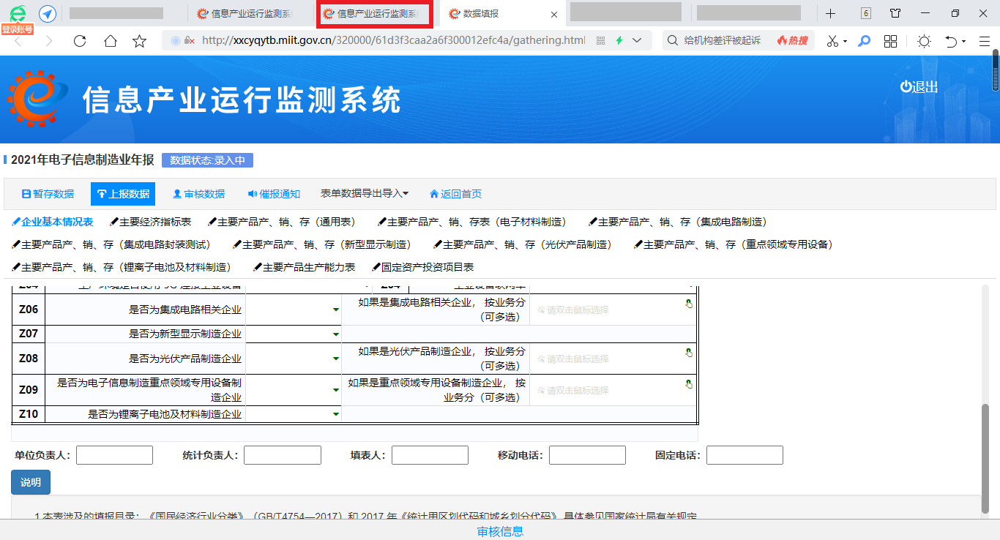 信息产业运行监测系
信息产业运行监测系
数据填报
6
登录账号
http://xxcyqytb.miit.gov.cn/320000/61d3f3caa2a6f300012efc4a/gathering.html
给机构差评被起诉
热搜
信息产业运行监测系统
退出
2021年电子信息制造业年报 数据状态:录入中
暂存数据 上报数据 审核数据 催报通知 表单数据导出导入 返回首页
企业基本情况表 主要经济指标表 主要产品产、销、存（通用表） 主要产品产、销、存表（电子材料制造） 主要产品产、销、存（集成电路制造）
主要产品产、销、存（集成电路封装测试） 主要产品产、销、存（新型显示制造） 主要产品产、销、存（光伏产品制造） 主要产品产、销、存（重点领域专用设备）
主要产品产、销、存（锂离子电池及材料制造） 主要产品生产能力表 固定资产投资项目表
Z06 是否为集成电路相关企业 如果是集成电路相关企业， 按业务分（可多选） 请双击鼠标选择
Z07 是否为新型显示制造企业
Z08 是否为光伏产品制造企业 如果是光伏产品制造企业， 按业务分（可多选） 请双击鼠标选择
Z09 是否为电子信息制造重点领域专用设备制造企业 如果是重点领域专用设备制造企业， 按业务分（可多选） 请双击鼠标选择
Z10 是否为锂离子电池及材料制造企业
单位负责人: 统计负责人: 填表人: 移动电话: 固定电话:
说明
1.本表涉及的填报目录：《国民经济行业分类》（GB/T4754—2017）和 2017 年《统计用区划代码和城乡划分代码》,具体参见国家统计局有关规定
审核信息